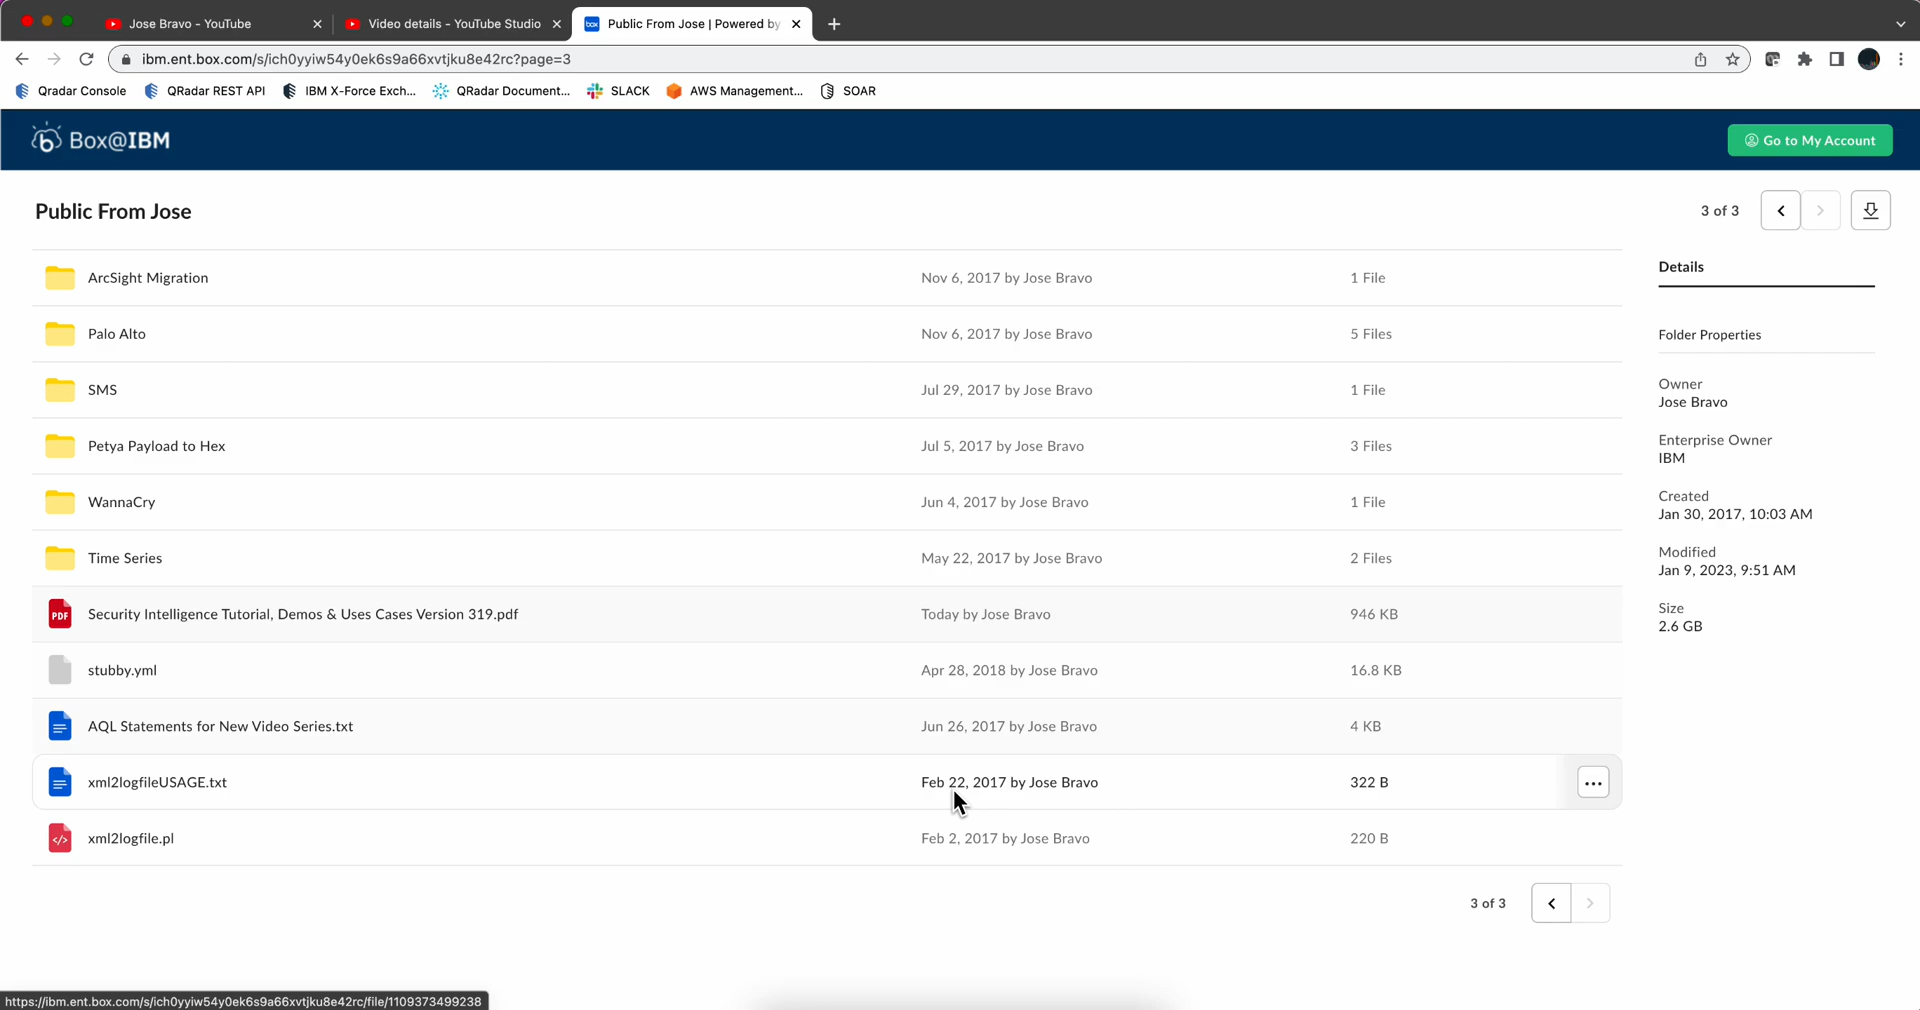 Jose Bravo - YouTube
Video details - YouTube Studio
Public From Jose | Powered by
ibm.ent.box.com/s/ich0yyiw54y0ek6s9a66xvtjku8e42rc?page=3
Qradar Console
QRadar REST API
IBM X-Force Exch...
QRadar Document...
SLACK
AWS Management...
SOAR
Box@IBM
Go to My Account
Public From Jose
3 of 3
ArcSight Migration Nov 6, 2017 by Jose Bravo 1 File
Palo Alto Nov 6, 2017 by Jose Bravo 5 Files
SMS Jul 29, 2017 by Jose Bravo 1 File
Petya Payload to Hex Jul 5, 2017 by Jose Bravo 3 Files
WannaCry Jun 4, 2017 by Jose Bravo 1 File
Time Series May 22, 2017 by Jose Bravo 2 Files
PDF Security Intelligence Tutorial, Demos & Uses Cases Version 319.pdf Today by Jose Bravo 946 KB
stubby.yml Apr 28, 2018 by Jose Bravo 16.8 KB
AQL Statements for New Video Series.txt Jun 26, 2017 by Jose Bravo 4 KB
xml2logfileUSAGE.txt Feb 22, 2017 by Jose Bravo 322 B
xml2logfile.pl Feb 2, 2017 by Jose Bravo 220 B
3 of 3
Details
Folder Properties
Owner
Jose Bravo
Enterprise Owner
IBM
Created
Jan 30, 2017, 10:03 AM
Modified
Jan 9, 2023, 9:51 AM
Size
2.6 GB
https://ibm.ent.box.com/s/ich0yyiw54y0ek6s9a66xvtjku8e42rc/file/1109373499238